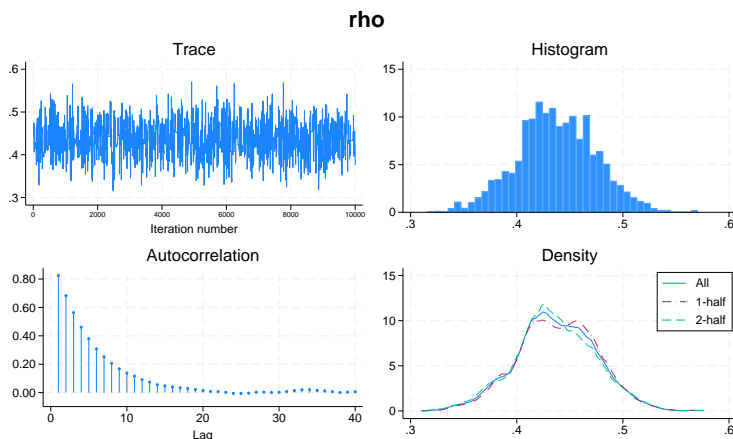 rho
Trace
.6
.5
.4
.3
0 2000 4000 6000 8000 10000
Iteration number
Histogram
15
10
5
0
.3 .4 .5 .6
Autocorrelation
0.80
0.60
0.40
0.20
0.00
0 10 20 30 40
Lag
Density
15
10
5
0
.3 .4 .5 .6
All
1-half
2-half